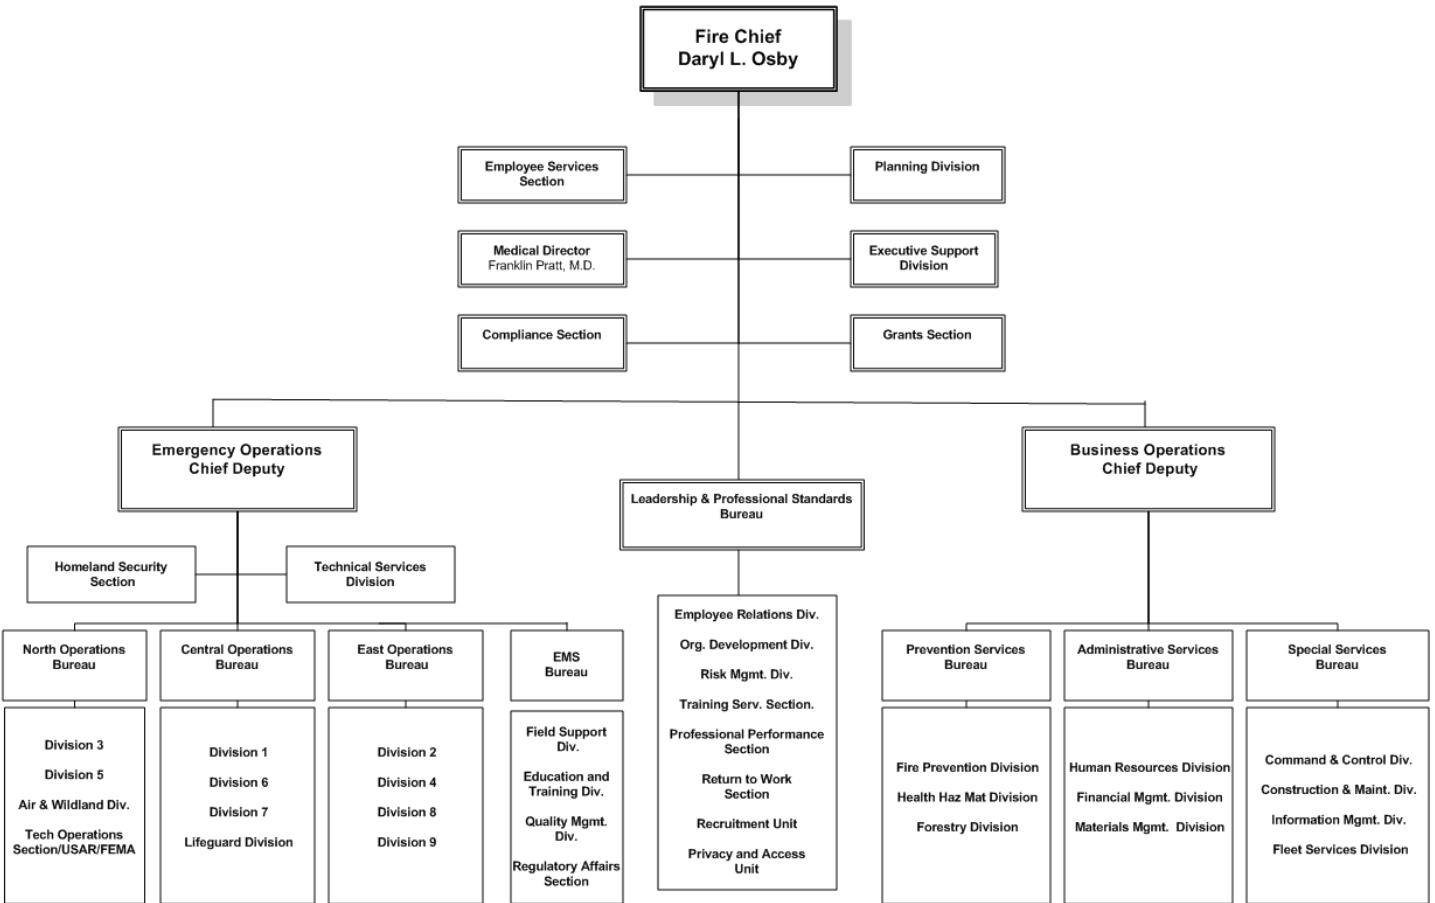 Fire Chief
Daryl L. Osby
Employee Services
Section
Planning Division
Medical Director
Franklin Pratt, M.D.
Executive Support
Division
Compliance Section
Grants Section
Emergency Operations
Chief Deputy
Leadership & Professional Standards
Bureau
Business Operations
Chief Deputy
Homeland Security
Section
Technical Services
Division
North Operations
Bureau
Division 3
Division 5
Air & Wildland Div.
Tech Operations
Section/USAR/FEMA
Central Operations
Bureau
Division 1
Division 6
Division 7
Lifeguard Division
East Operations
Bureau
Division 2
Division 4
Division 8
Division 9
EMS
Bureau
Field Support
Div.
Education and
Training Div.
Quality Mgmt.
Div.
Regulatory Affairs
Section
Employee Relations Div.
Org. Development Div.
Risk Mgmt. Div.
Training Serv. Section.
Professional Performance
Section
Return to Work
Section
Recruitment Unit
Privacy and Access
Unit
Prevention Services
Bureau
Fire Prevention Division
Health Haz Mat Division
Forestry Division
Administrative Services
Bureau
Human Resources Division
Financial Mgmt. Division
Materials Mgmt. Division
Special Services
Bureau
Command & Control Div.
Construction & Maint. Div.
Information Mgmt. Div.
Fleet Services Division